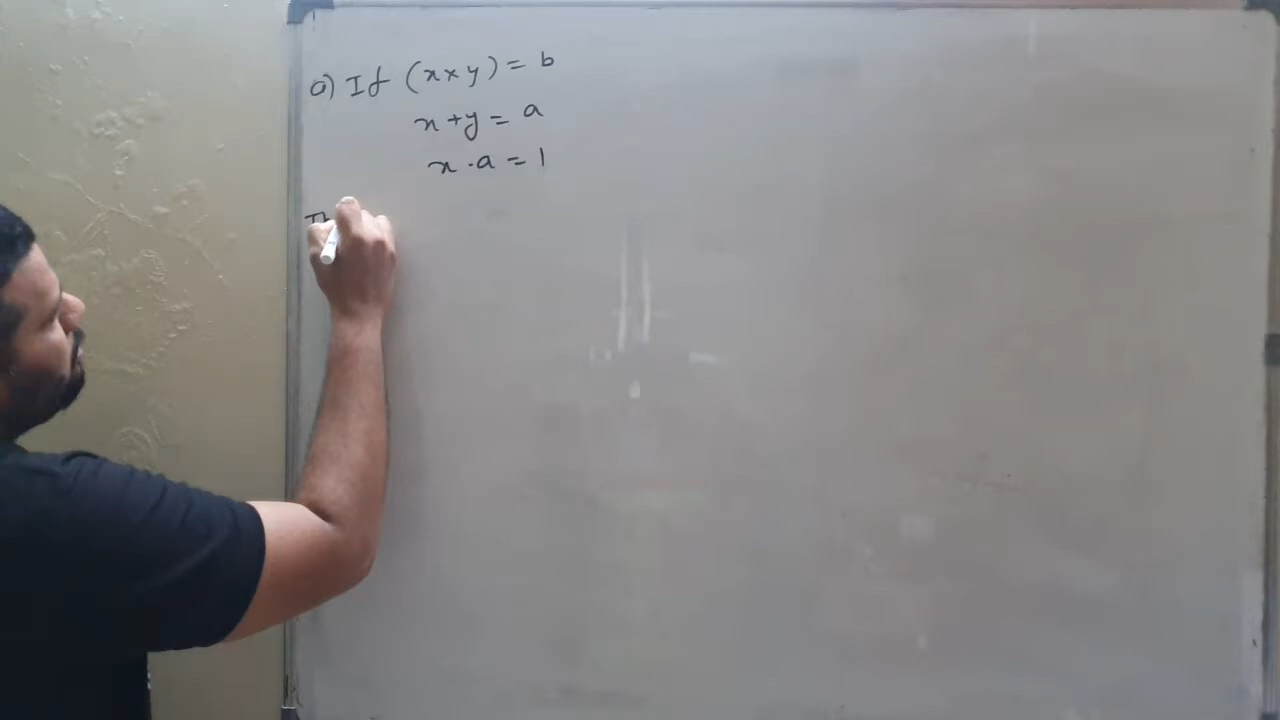 Q) If (x × y) = b
x + y = a
x · a = 1